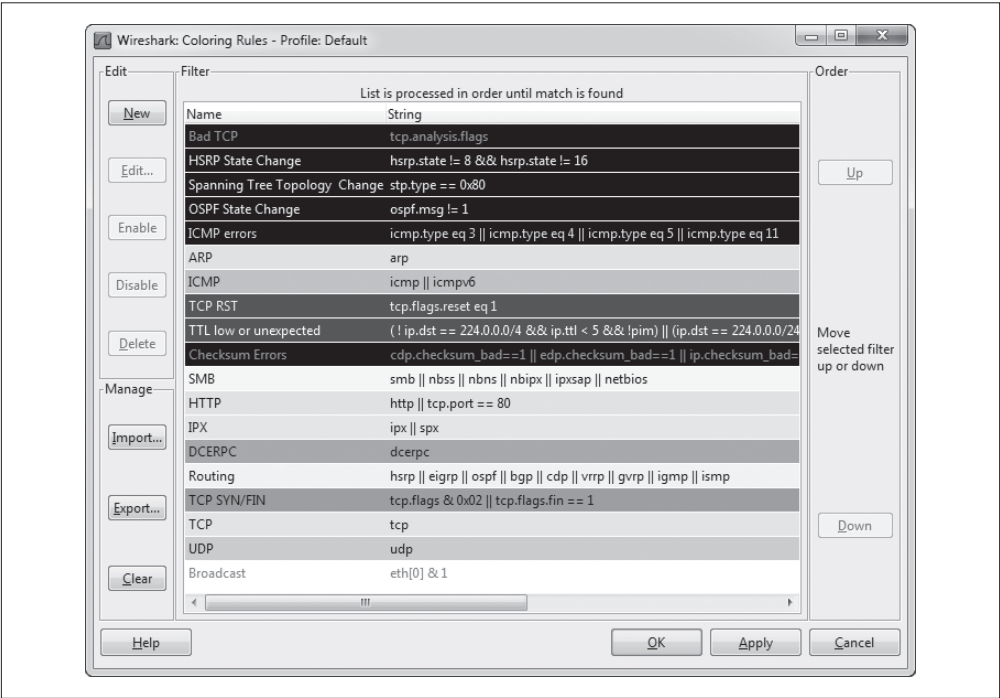 Wireshark: Coloring Rules - Profile: Default
Edit
Filter
Order
List is processed in order until match is found
New
Edit...
Enable
Disable
Delete
Manage
Import...
Export...
Clear
Name String
Bad TCP tcp.analysis.flags
HSRP State Change hsrp.state != 8 && hsrp.state != 16
Spanning Tree Topology Change stp.type == 0x80
OSPF State Change ospf.msg != 1
ICMP errors icmp.type eq 3 || icmp.type eq 4 || icmp.type eq 5 || icmp.type eq 11
ARP arp
ICMP icmp || icmpv6
TCP RST tcp.flags.reset eq 1
TTL low or unexpected ( ! ip.dst == 224.0.0.0/4 && ip.ttl < 5 && !pim) || (ip.dst == 224.0.0.0/24
Checksum Errors cdp.checksum_bad==1 || edp.checksum_bad==1 || ip.checksum_bad=
SMB smb || nbss || nbns || nbipx || ipxsap || netbios
HTTP http || tcp.port == 80
IPX ipx || spx
DCERPC dcerpc
Routing hsrp || eigrp || ospf || bgp || cdp || vrrp || gvrp || igmp || ismp
TCP SYN/FIN tcp.flags & 0x02 || tcp.flags.fin == 1
TCP tcp
UDP udp
Broadcast eth[0] & 1
Up
Move
selected filter
up or down
Down
Help
OK
Apply
Cancel